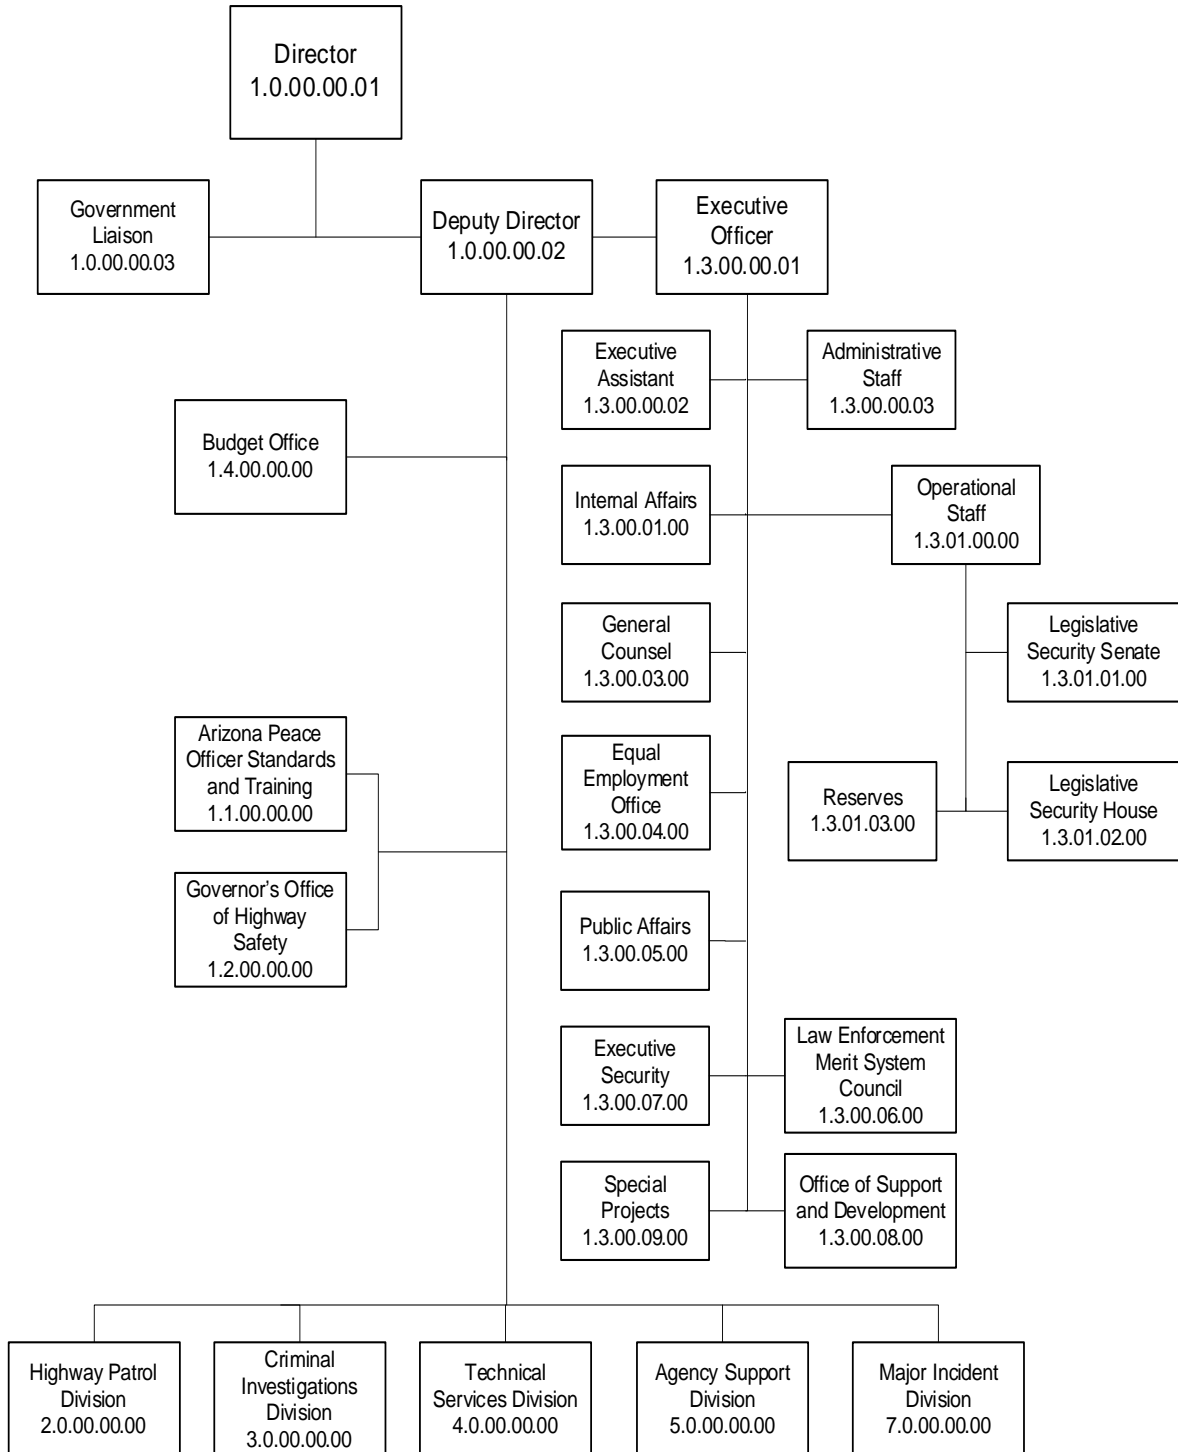 Director
1.0.00.00.01
Government
Liaison
1.0.00.00.03
Deputy Director
1.0.00.00.02
Executive
Officer
1.3.00.00.01
Executive
Assistant
1.3.00.00.02
Administrative
Staff
1.3.00.00.03
Budget Office
1.4.00.00.00
Internal Affairs
1.3.00.01.00
Operational
Staff
1.3.01.00.00
General
Counsel
1.3.00.03.00
Legislative
Security Senate
1.3.01.01.00
Arizona Peace
Officer Standards
and Training
1.1.00.00.00
Equal
Employment
Office
1.3.00.04.00
Reserves
1.3.01.03.00
Legislative
Security House
1.3.01.02.00
Governor’s Office
of Highway
Safety
1.2.00.00.00
Public Affairs
1.3.00.05.00
Executive
Security
1.3.00.07.00
Law Enforcement
Merit System
Council
1.3.00.06.00
Special
Projects
1.3.00.09.00
Office of Support
and Development
1.3.00.08.00
Highway Patrol
Division
2.0.00.00.00
Criminal
Investigations
Division
3.0.00.00.00
Technical
Services Division
4.0.00.00.00
Agency Support
Division
5.0.00.00.00
Major Incident
Division
7.0.00.00.00